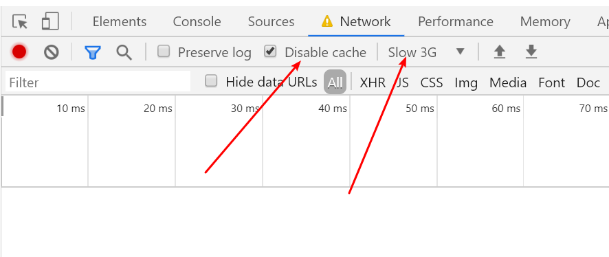 Elements Console Sources Network Performance Memory
Preserve log Disable cache Slow 3G
Filter Hide data URLs All XHR JS CSS Img Media Font Doc
10 ms 20 ms 30 ms 40 ms 50 ms 60 ms 70 ms